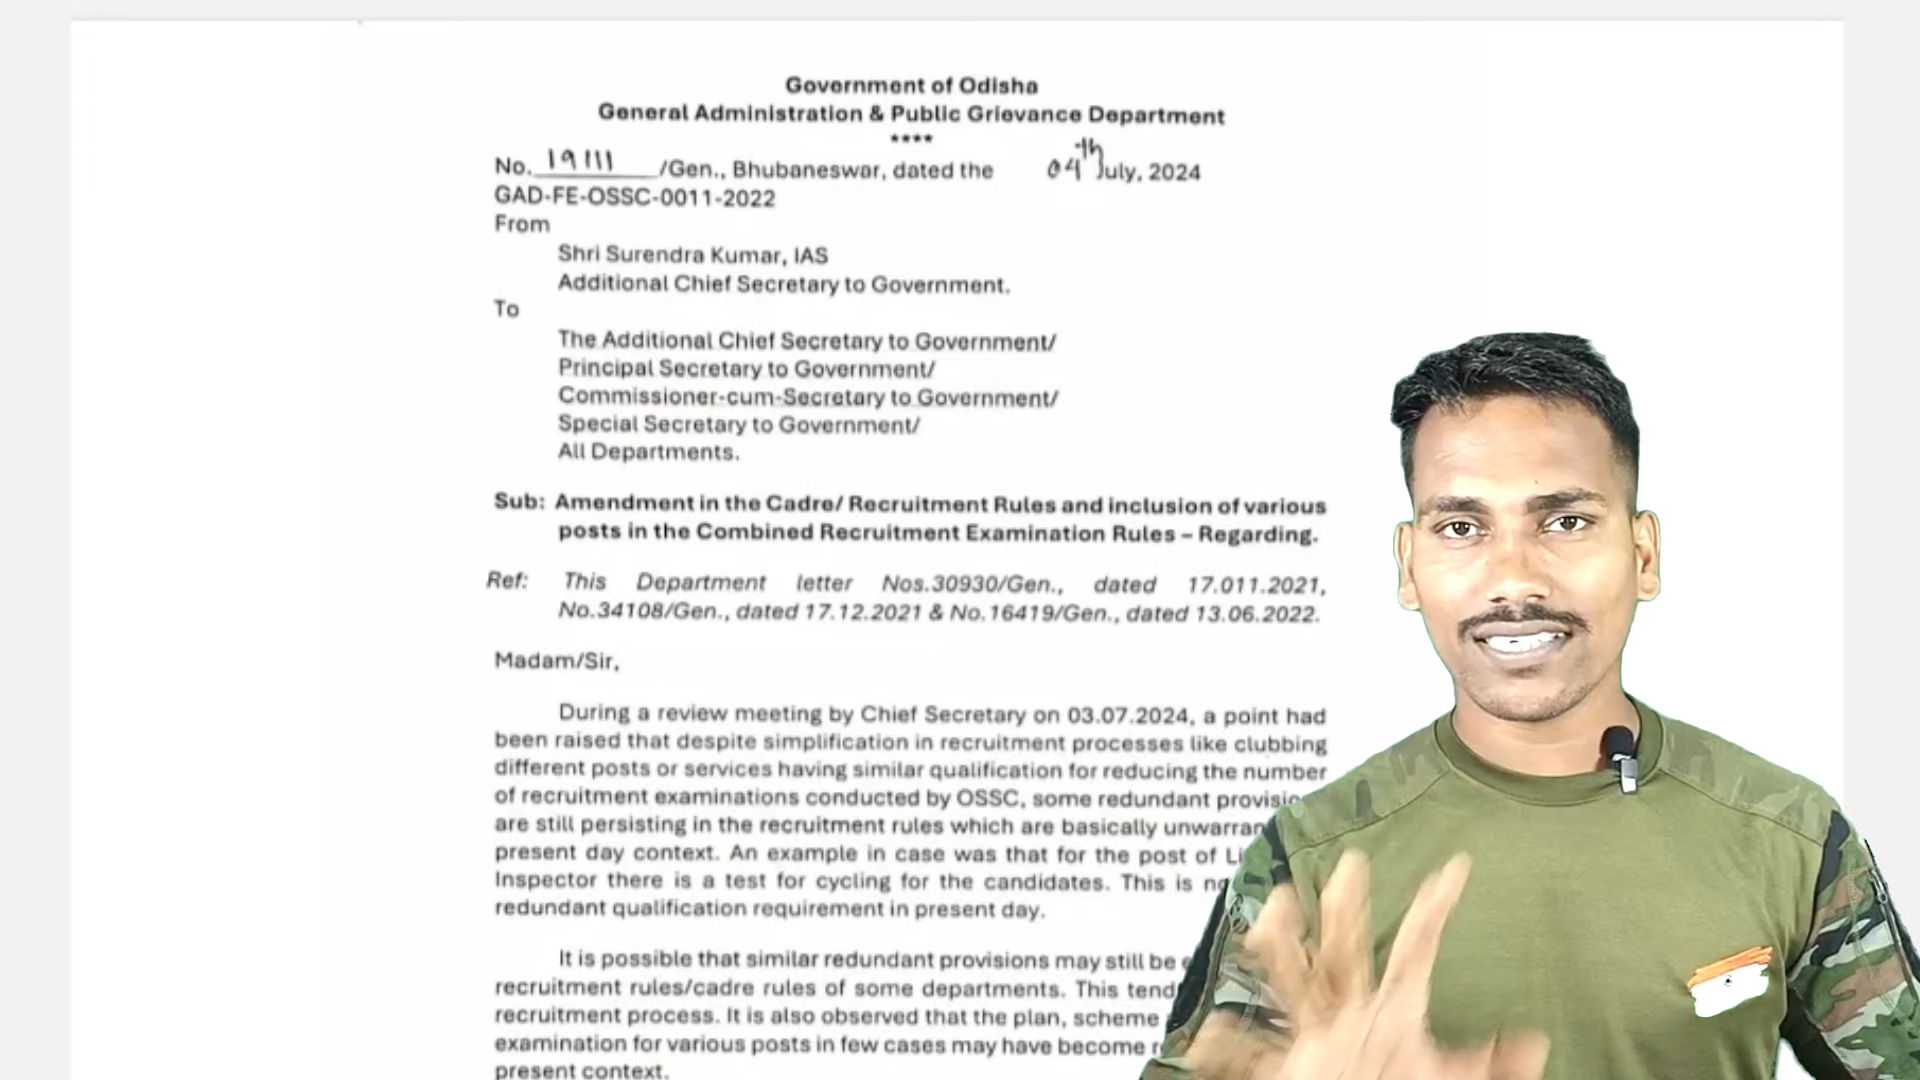 Government of Odisha
General Administration & Public Grievance Department
****
No. 19111 /Gen., Bhubaneswar, dated the 04th July, 2024
GAD-FE-OSSC-0011-2022
From
Shri Surendra Kumar, IAS
Additional Chief Secretary to Government.
To
The Additional Chief Secretary to Government/
Principal Secretary to Government/
Commissioner-cum-Secretary to Government/
Special Secretary to Government/
All Departments.
Sub: Amendment in the Cadre/ Recruitment Rules and inclusion of various
posts in the Combined Recruitment Examination Rules – Regarding.
Ref: This Department letter Nos.30930/Gen., dated 17.011.2021,
No.34108/Gen., dated 17.12.2021 & No.16419/Gen., dated 13.06.2022.
Madam/Sir,
During a review meeting by Chief Secretary on 03.07.2024, a point had
been raised that despite simplification in recruitment processes like clubbing
different posts or services having similar qualification for reducing the number
of recruitment examinations conducted by OSSC, some redundant
are still persisting in the recruitment rules which are basically
present day context. An example in case was that for the post of
Inspector there is a test for cycling for the candidates. This is
redundant qualification requirement in present day.
It is possible that similar redundant provisions may still be
recruitment rules/cadre rules of some departments. This
recruitment process. It is also observed that the plan, scheme
examination for various posts in few cases may have become
present context.